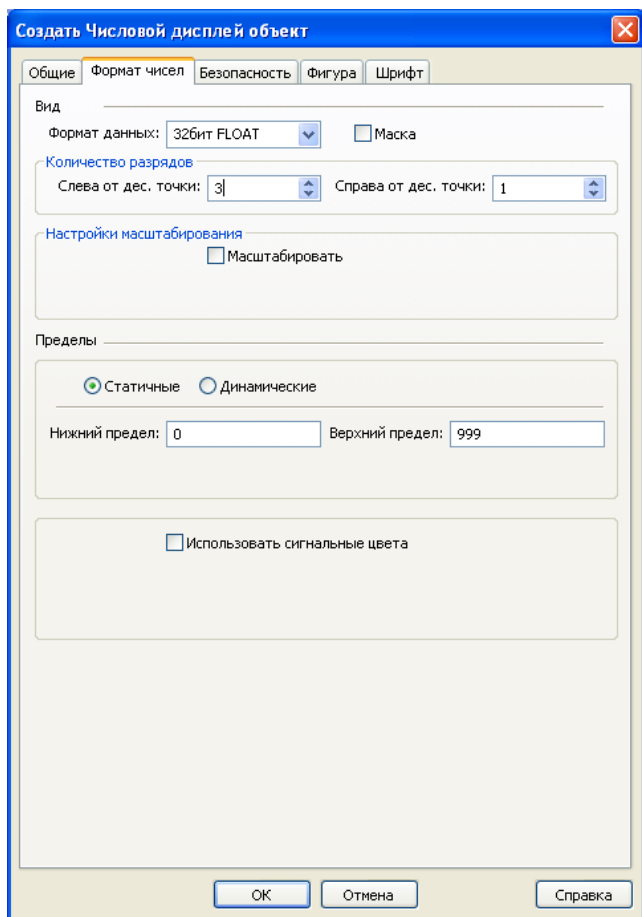 Создать Числовой дисплей объект
Общие Формат чисел Безопасность Фигура Шрифт
Вид
Формат данных: 32бит FLOAT Маска
Количество разрядов
Слева от дес. точки: 3 Справа от дес. точки: 1
Настройки масштабирования
Масштабировать
Пределы
Статичные Динамические
Нижний предел: 0 Верхний предел: 999
Использовать сигнальные цвета
OK Отмена Справка